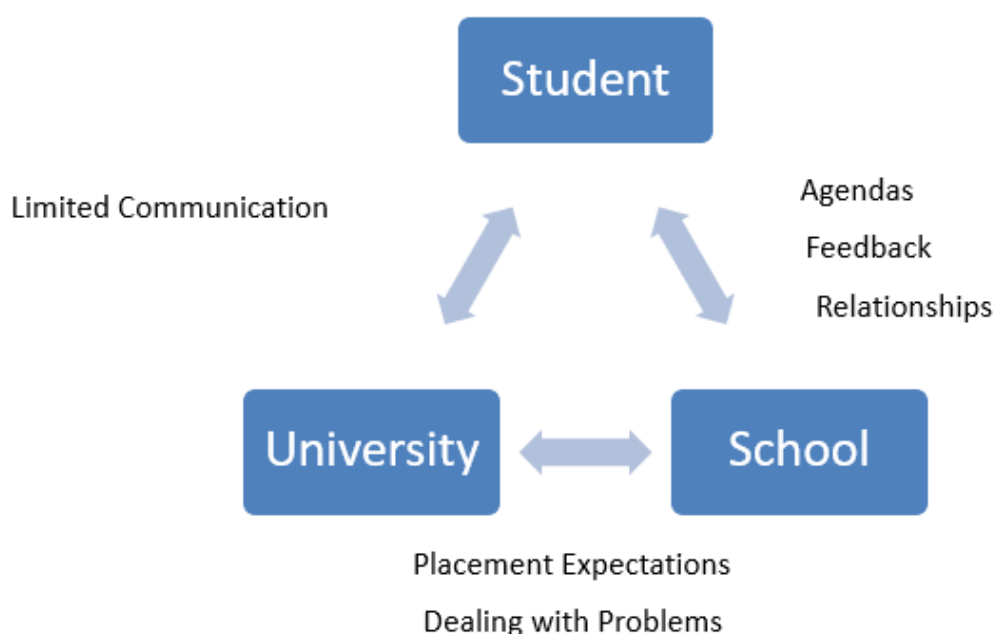 Student
Limited Communication
Agendas
Feedback
Relationships
University
School
Placement Expectations
Dealing with Problems